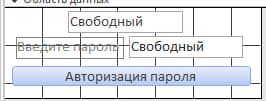 Область данных
Свободный
Введите пароль Свободный
Авторизация пароля